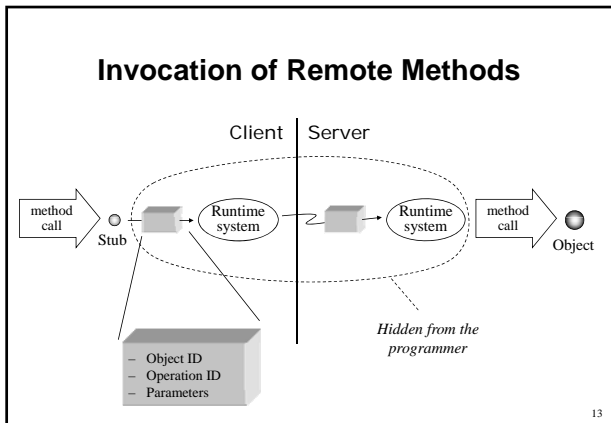 Invocation of Remote Methods
Client Server
method
call
Stub
Runtime
system
Runtime
system
method
call
Object
Hidden from the
programmer
– Object ID
– Operation ID
– Parameters
13